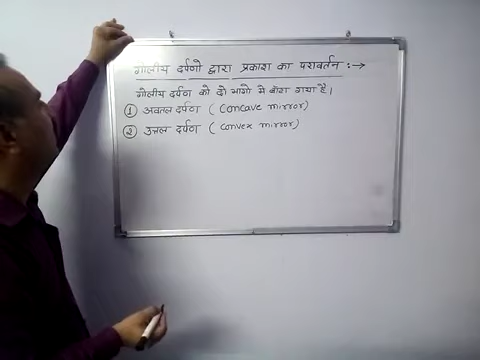 गोलीय दर्पणो द्वारा प्रकाश का परावर्तन :->
गोलीय दर्पण को दो भागो मे बाँटा गया है।
① अवतल दर्पण ( Concave mirror)
② उत्तल दर्पण ( Convex mirror)